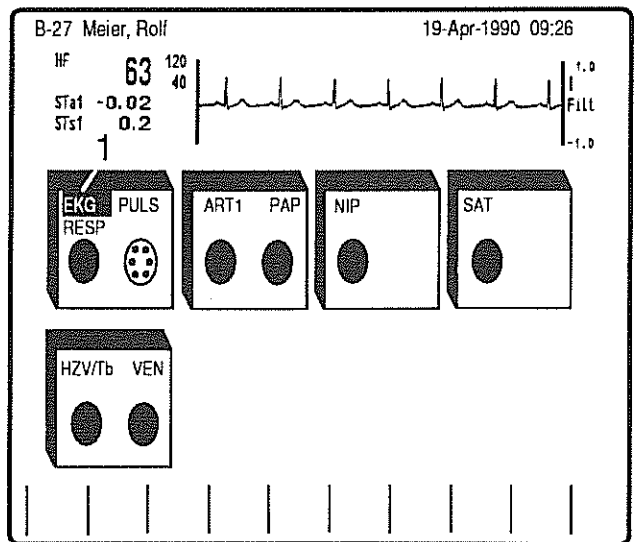 B-27 Meier, Rolf 19-Apr-1990 09:26
HF 63 120
40
STa1 -0.02
STs1 0.2
1.0
Filt
-1.0
1
EKG PULS
RESP
ART1 PAP
NIP
SAT
HZV/Tb VEN